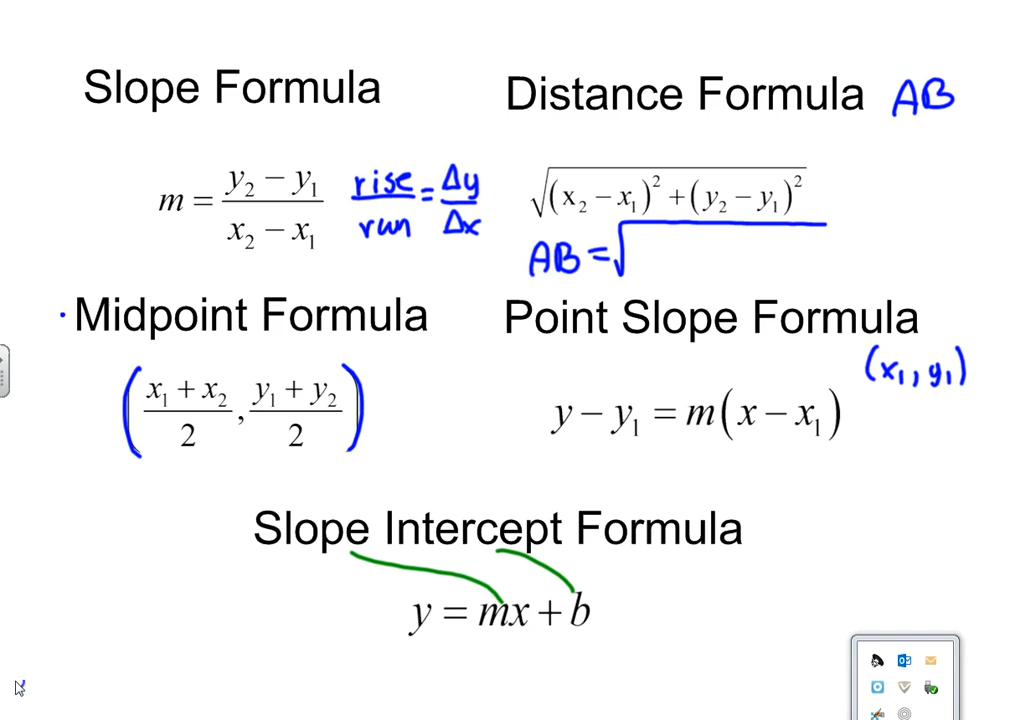 Slope Formula
m = (y₂ − y₁)/(x₂ − x₁) rise/run = Δy/Δx
Distance Formula AB
√((x₂ − x₁)² + (y₂ − y₁)²)
AB = √
Midpoint Formula
((x₁ + x₂)/2, (y₁ + y₂)/2)
Point Slope Formula
(x₁, y₁)
y − y₁ = m(x − x₁)
Slope Intercept Formula
y = mx + b